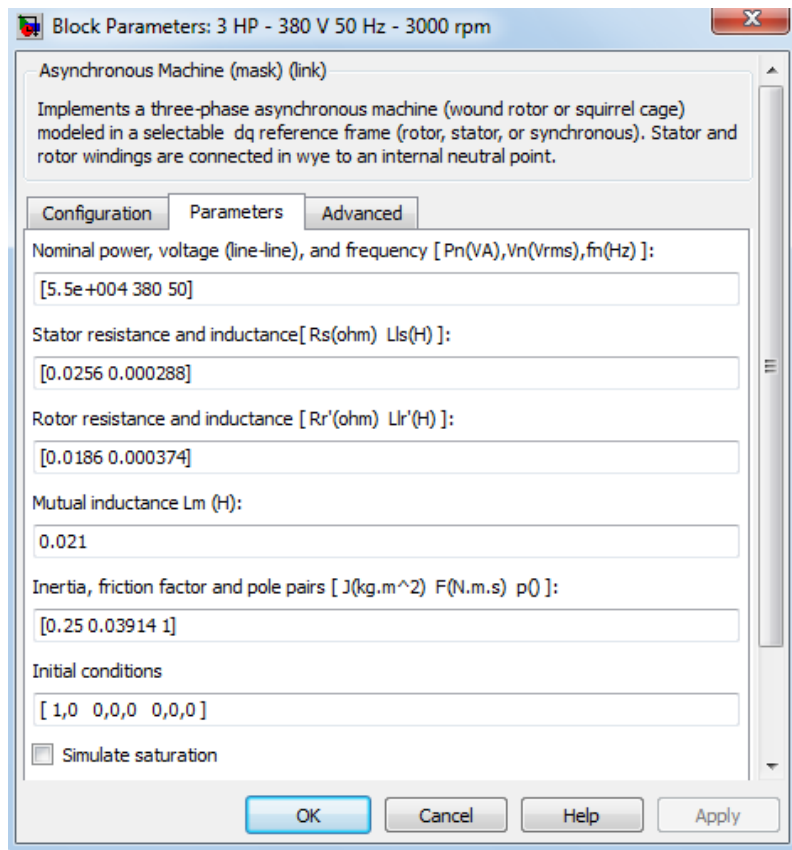 Block Parameters: 3 HP - 380 V 50 Hz - 3000 rpm
Asynchronous Machine (mask) (link)
Implements a three-phase asynchronous machine (wound rotor or squirrel cage)
modeled in a selectable dq reference frame (rotor, stator, or synchronous). Stator and
rotor windings are connected in wye to an internal neutral point.
Configuration Parameters Advanced
Nominal power, voltage (line-line), and frequency [ Pn(VA),Vn(Vrms),fn(Hz) ]:
[5.5e+004 380 50]
Stator resistance and inductance[ Rs(ohm) Lls(H) ]:
[0.0256 0.000288]
Rotor resistance and inductance [ Rr'(ohm) Llr'(H) ]:
[0.0186 0.000374]
Mutual inductance Lm (H):
0.021
Inertia, friction factor and pole pairs [ J(kg.m^2) F(N.m.s) p() ]:
[0.25 0.03914 1]
Initial conditions
[ 1,0 0,0,0 0,0,0 ]
Simulate saturation
OK Cancel Help Apply